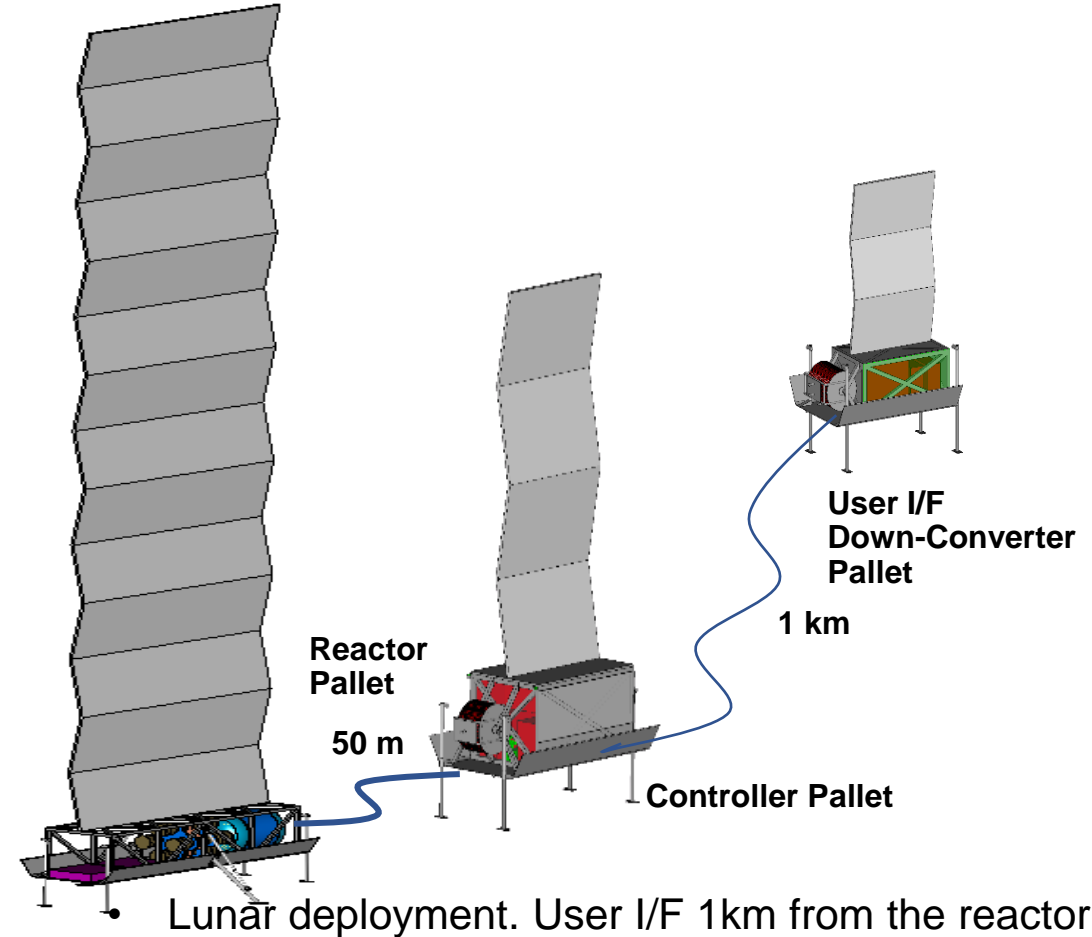 User I/F
Down-Converter
Pallet
1 km
Reactor
Pallet
50 m
Controller Pallet
• Lunar deployment. User I/F 1km from the reactor